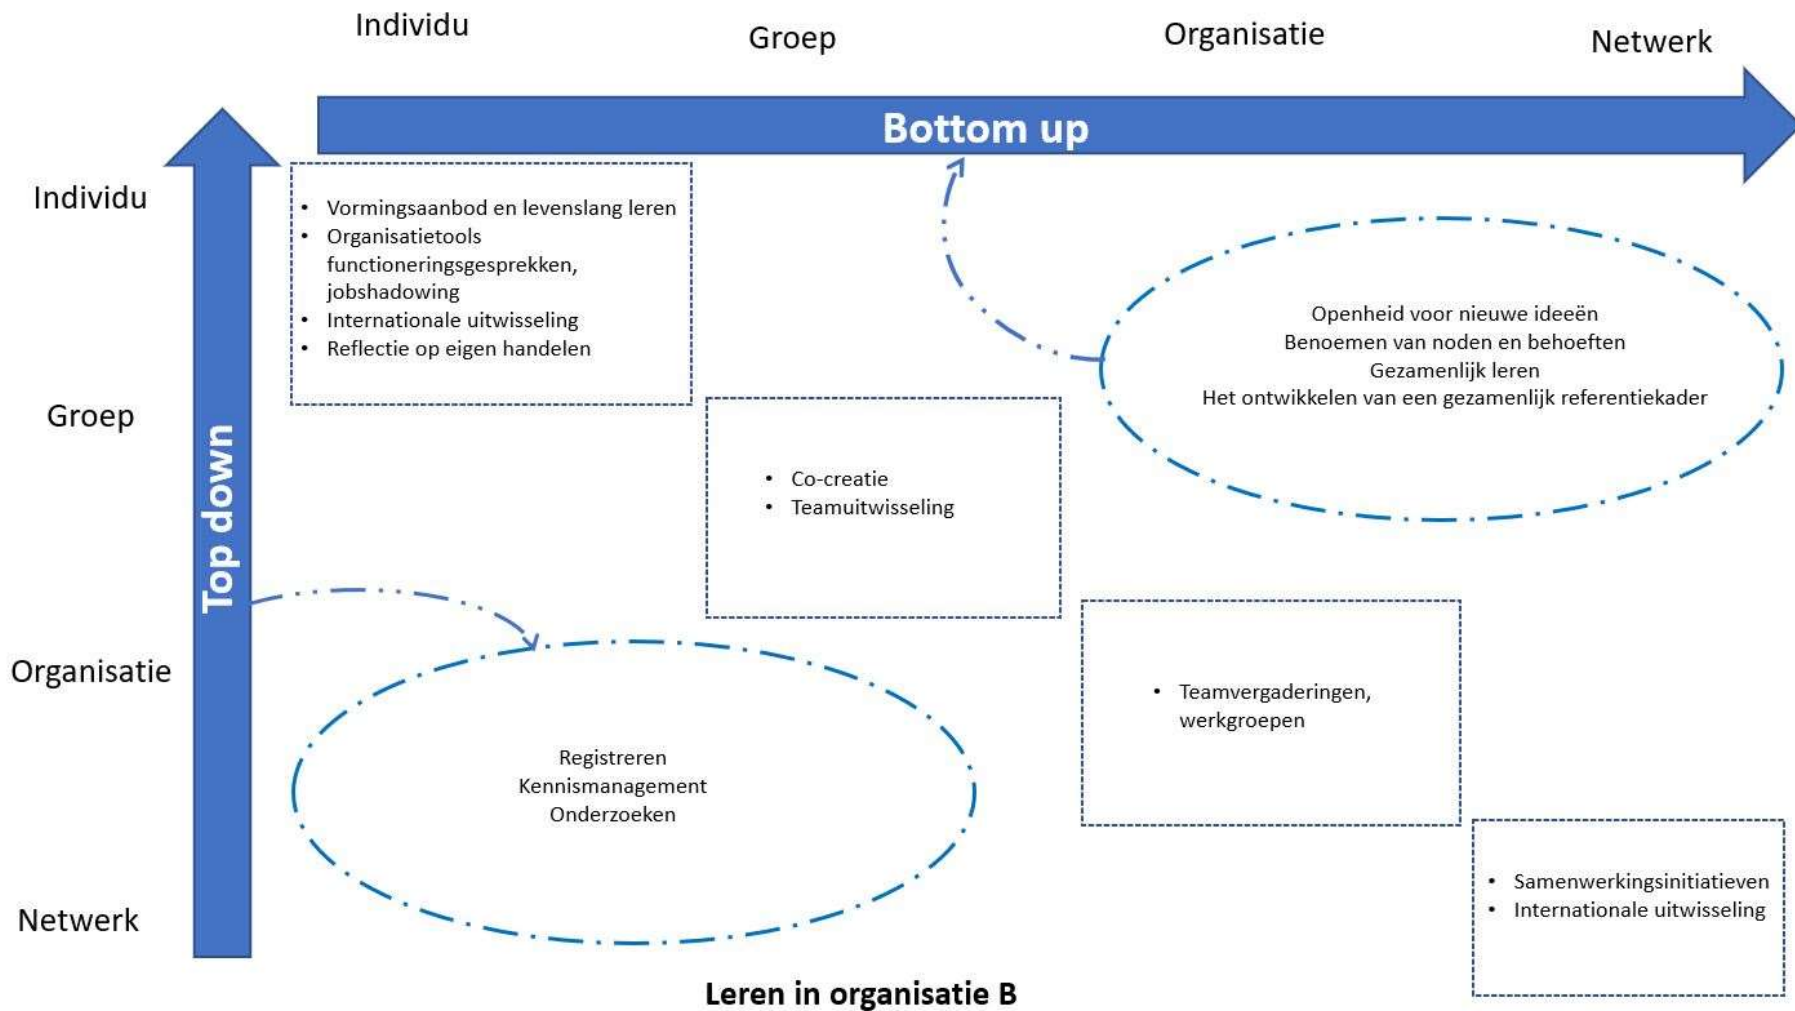 Individu
Groep
Organisatie
Netwerk
Bottom up
Individu
Groep
Organisatie
Netwerk
Top down
• Vormingsaanbod en levenslang leren
• Organisatietools
functioneringsgesprekken,
jobshadowing
• Internationale uitwisseling
• Reflectie op eigen handelen
Openheid voor nieuwe ideeën
Benoemen van noden en behoeften
Gezamenlijk leren
Het ontwikkelen van een gezamenlijk referentiekader
• Co-creatie
• Teamuitwisseling
• Teamvergaderingen,
werkgroepen
Registreren
Kennismanagement
Onderzoeken
• Samenwerkingsinitiatieven
• Internationale uitwisseling
Leren in organisatie B